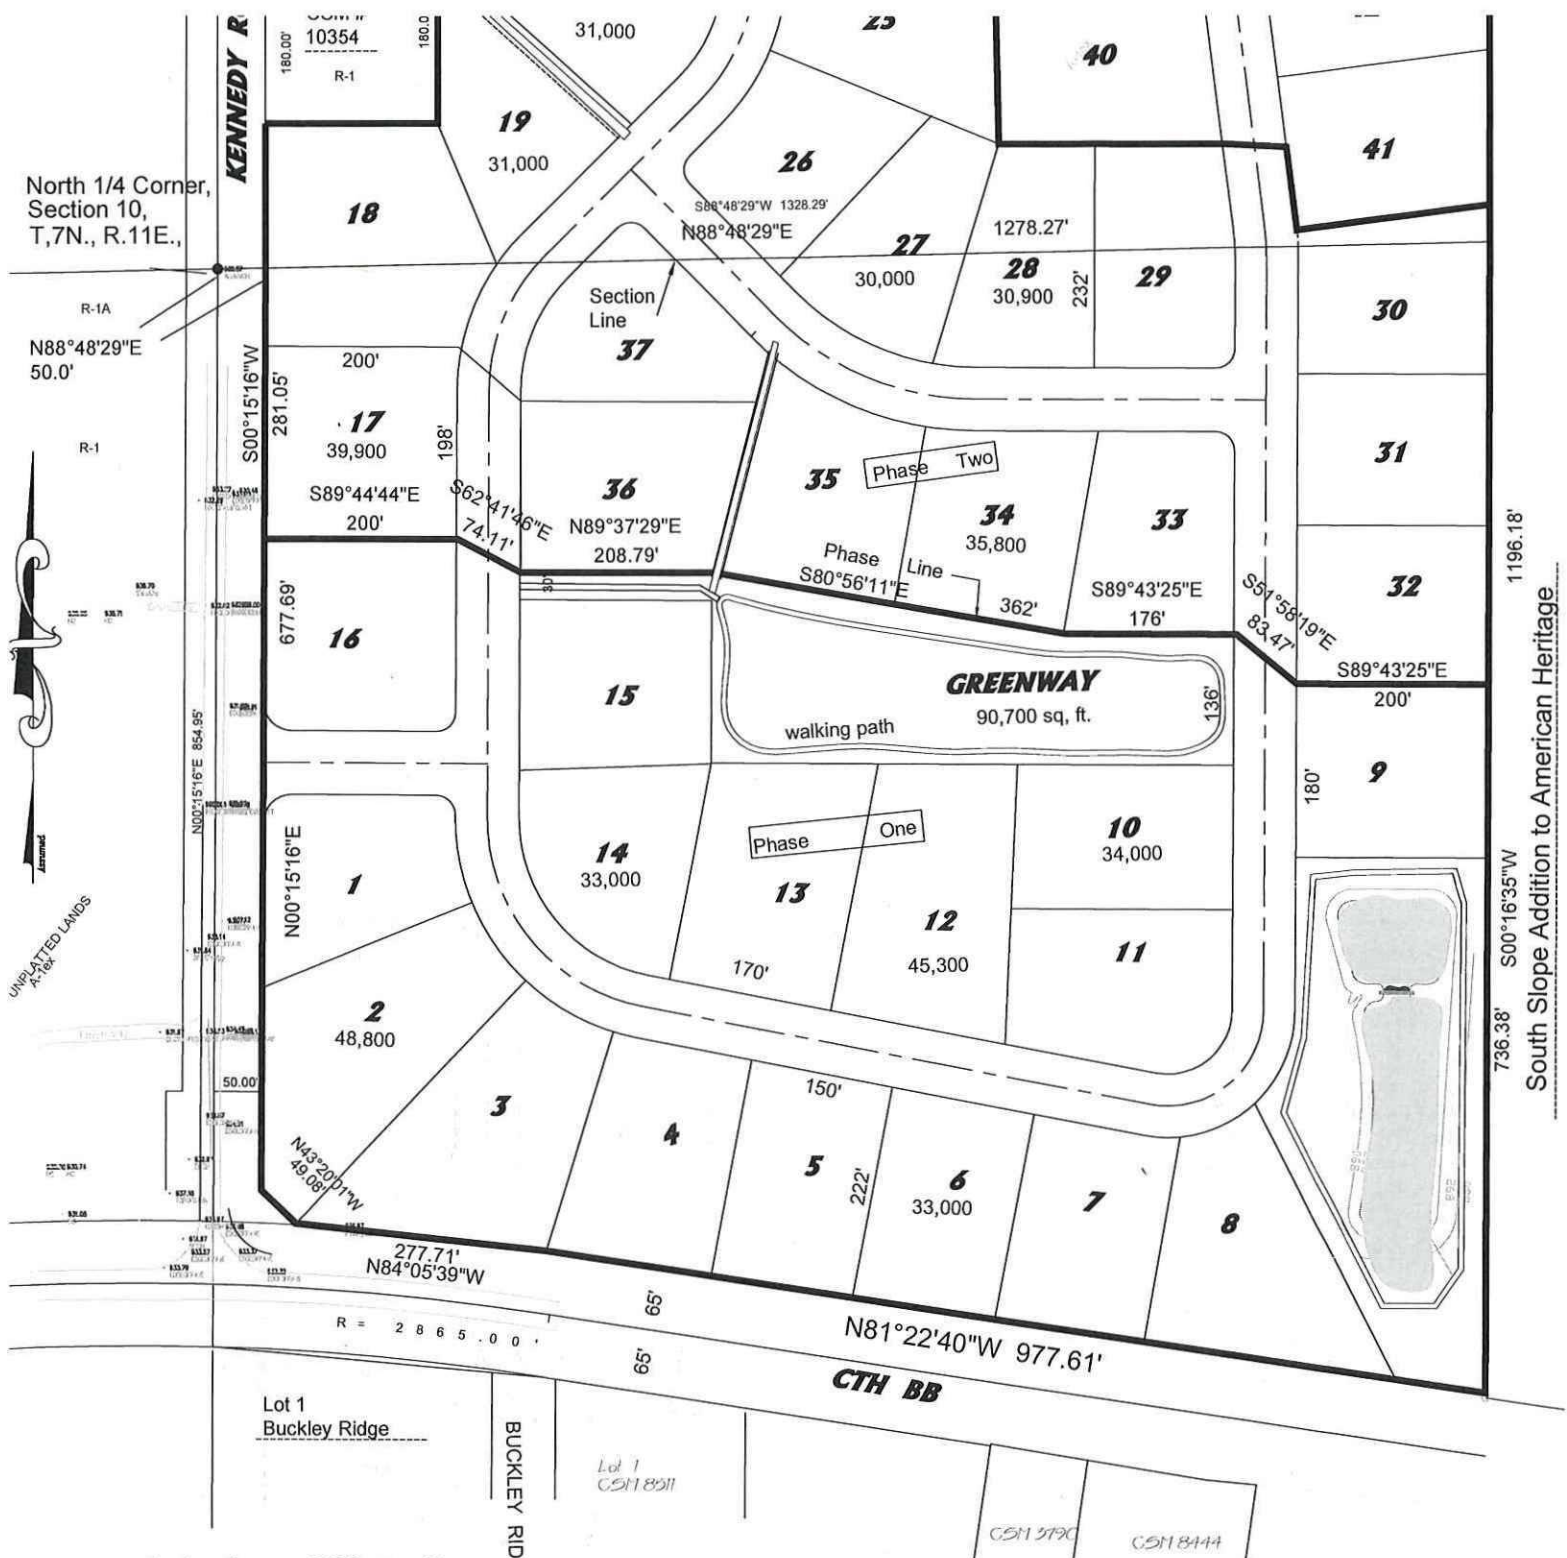 KENNEDY R
180.00'
10354
R-1
180.0
31,000
25
40
41
19
31,000
26
S88°48'29"W 1328.29'
N88°48'29"E
North 1/4 Corner,
Section 10,
T,7N., R.11E.,
18
27
30,000
1278.27'
28
30,900
232'
29
30
R-1A
N88°48'29"E
50.0'
Section
Line
37
S00°15'16"W
281.05'
200'
17
39,900
198'
R-1
S89°44'44"E
200'
S62°41'46"E
74.11'
36
N89°37'29"E
208.79'
35
Phase Two
34
35,800
33
31
Phase Line
S80°56'11"E
362'
S89°43'25"E
176'
S51°58'19"E
83.47'
32
1196.18'
S89°43'25"E
200'
30'
677.69'
16
15
GREENWAY
90,700 sq, ft.
walking path
136'
9
180'
N00°15'16"E 854.95'
Assumed
N00°15'16"E
1
14
33,000
Phase One
13
12
45,300
10
34,000
11
170'
UNPLATTED LANDS
A-1ex
2
48,800
50.00'
3
4
150'
5
222'
6
33,000
7
8
S00°16'35"W
736.38'
South Slope Addition to American Heritage
N43°20'01"W
49.08'
277.71'
N84°05'39"W
R = 2865.00'
65'
65'
N81°22'40"W 977.61'
CTH BB
Lot 1
Buckley Ridge
BUCKLEY RID
Lot 1
CSM 8511
CSM 5790
CSM 8444